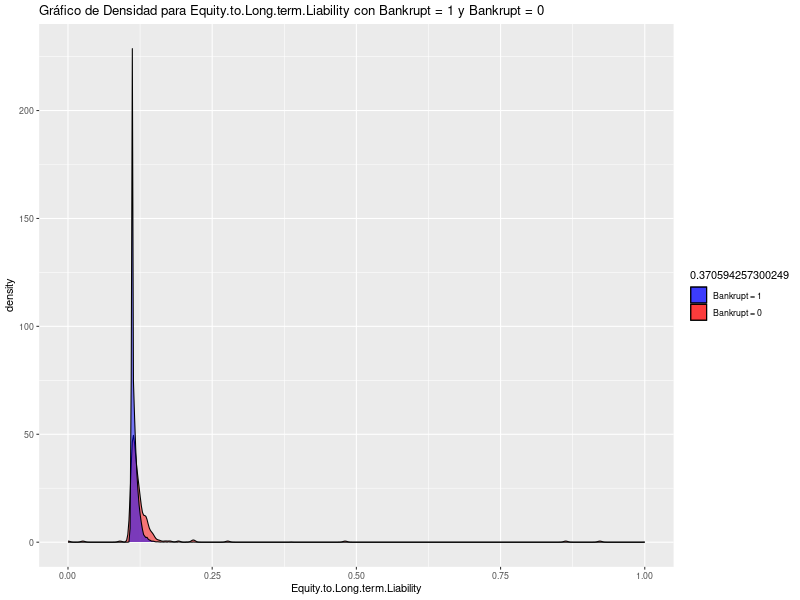 Gráfico de Densidad para Equity.to.Long.term.Liability con Bankrupt = 1 y Bankrupt = 0
200
150
100
50
0
density
0.00
0.25
0.50
0.75
1.00
Equity.to.Long.term.Liability
0.370594257300249
Bankrupt = 1
Bankrupt = 0